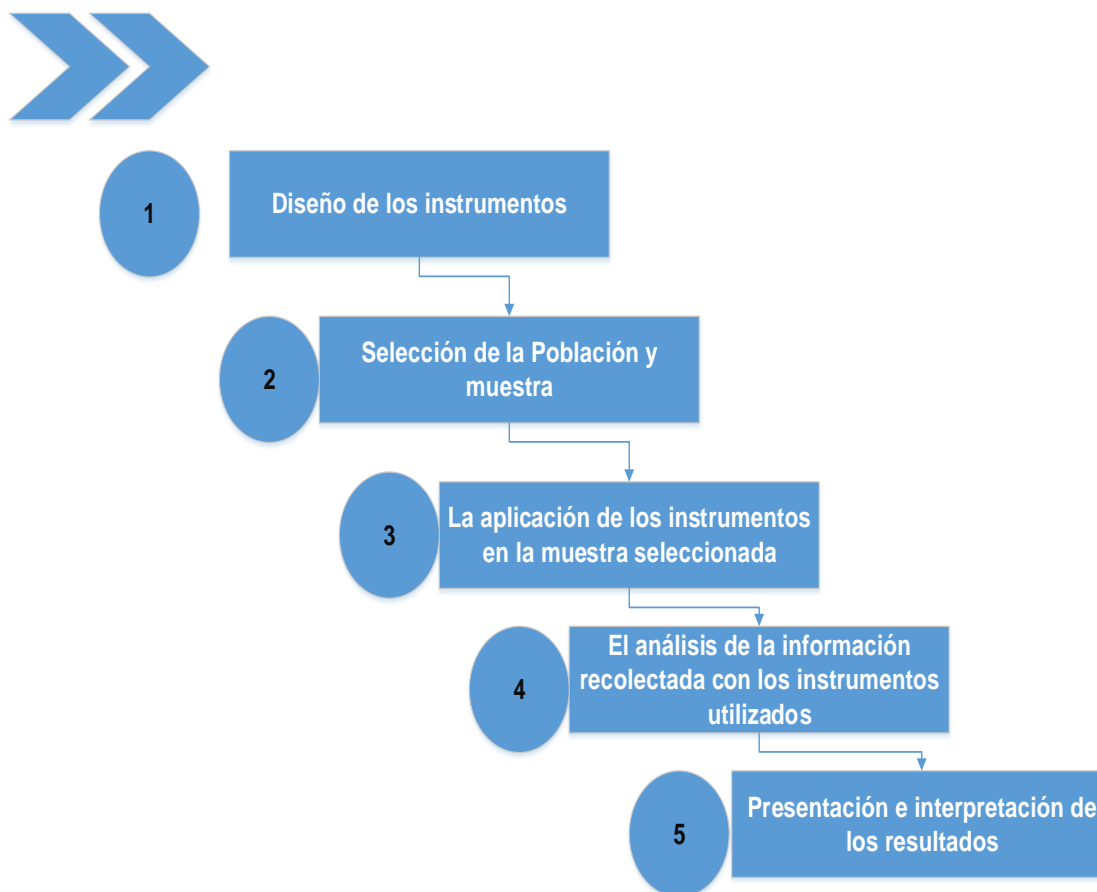 1
Diseño de los instrumentos
2
Selección de la Población y
muestra
3
La aplicación de los instrumentos
en la muestra seleccionada
4
El análisis de la información
recolectada con los instrumentos
utilizados
5
Presentación e interpretación de
los resultados